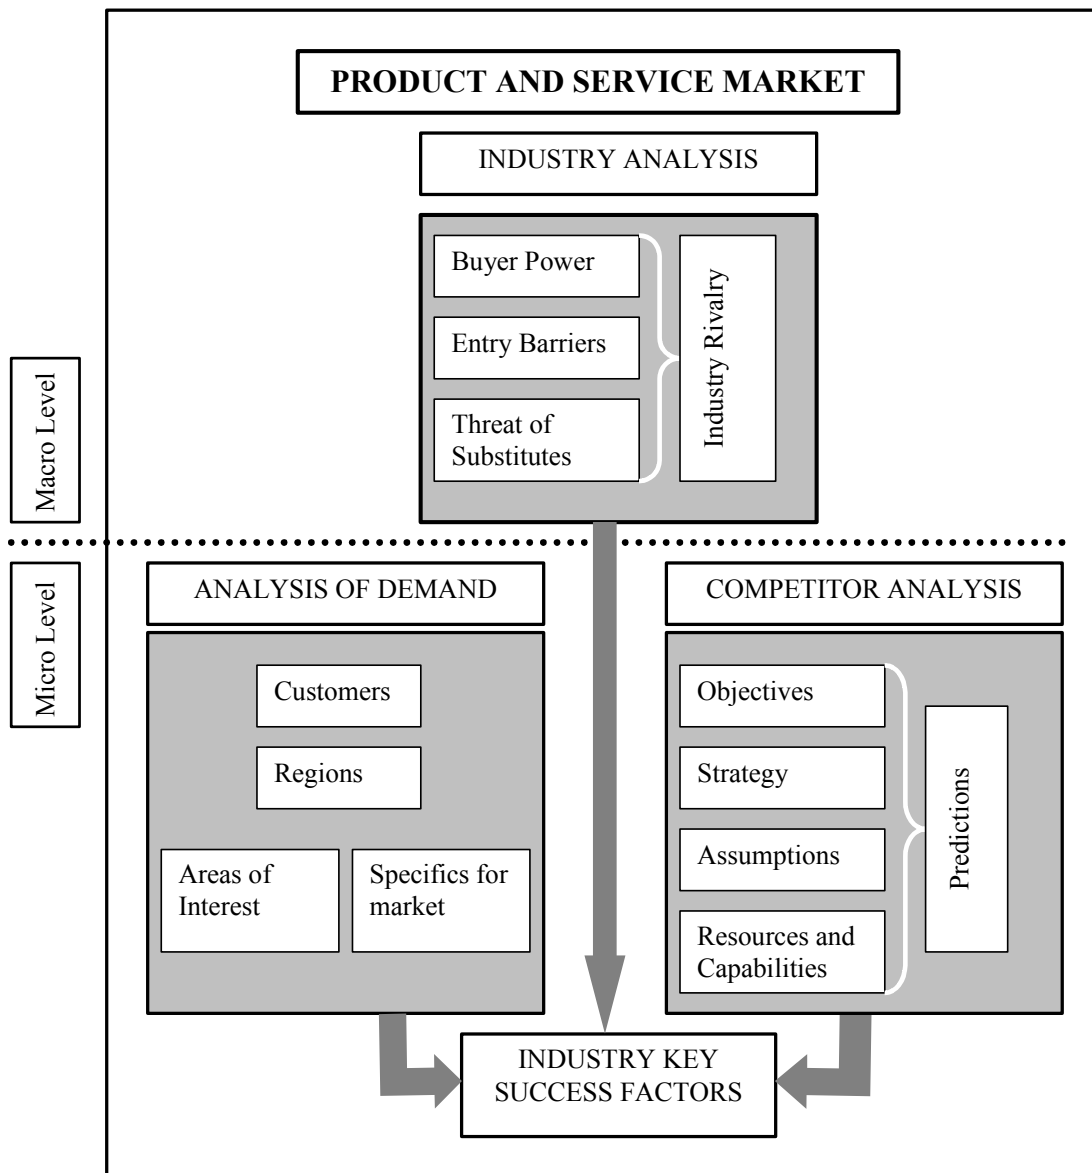 PRODUCT AND SERVICE MARKET
INDUSTRY ANALYSIS
Buyer Power
Entry Barriers
Threat of
Substitutes
Industry Rivalry
Macro Level
Micro Level
ANALYSIS OF DEMAND
Customers
Regions
Areas of
Interest
Specifics for
market
COMPETITOR ANALYSIS
Objectives
Strategy
Assumptions
Resources and
Capabilities
Predictions
INDUSTRY KEY
SUCCESS FACTORS